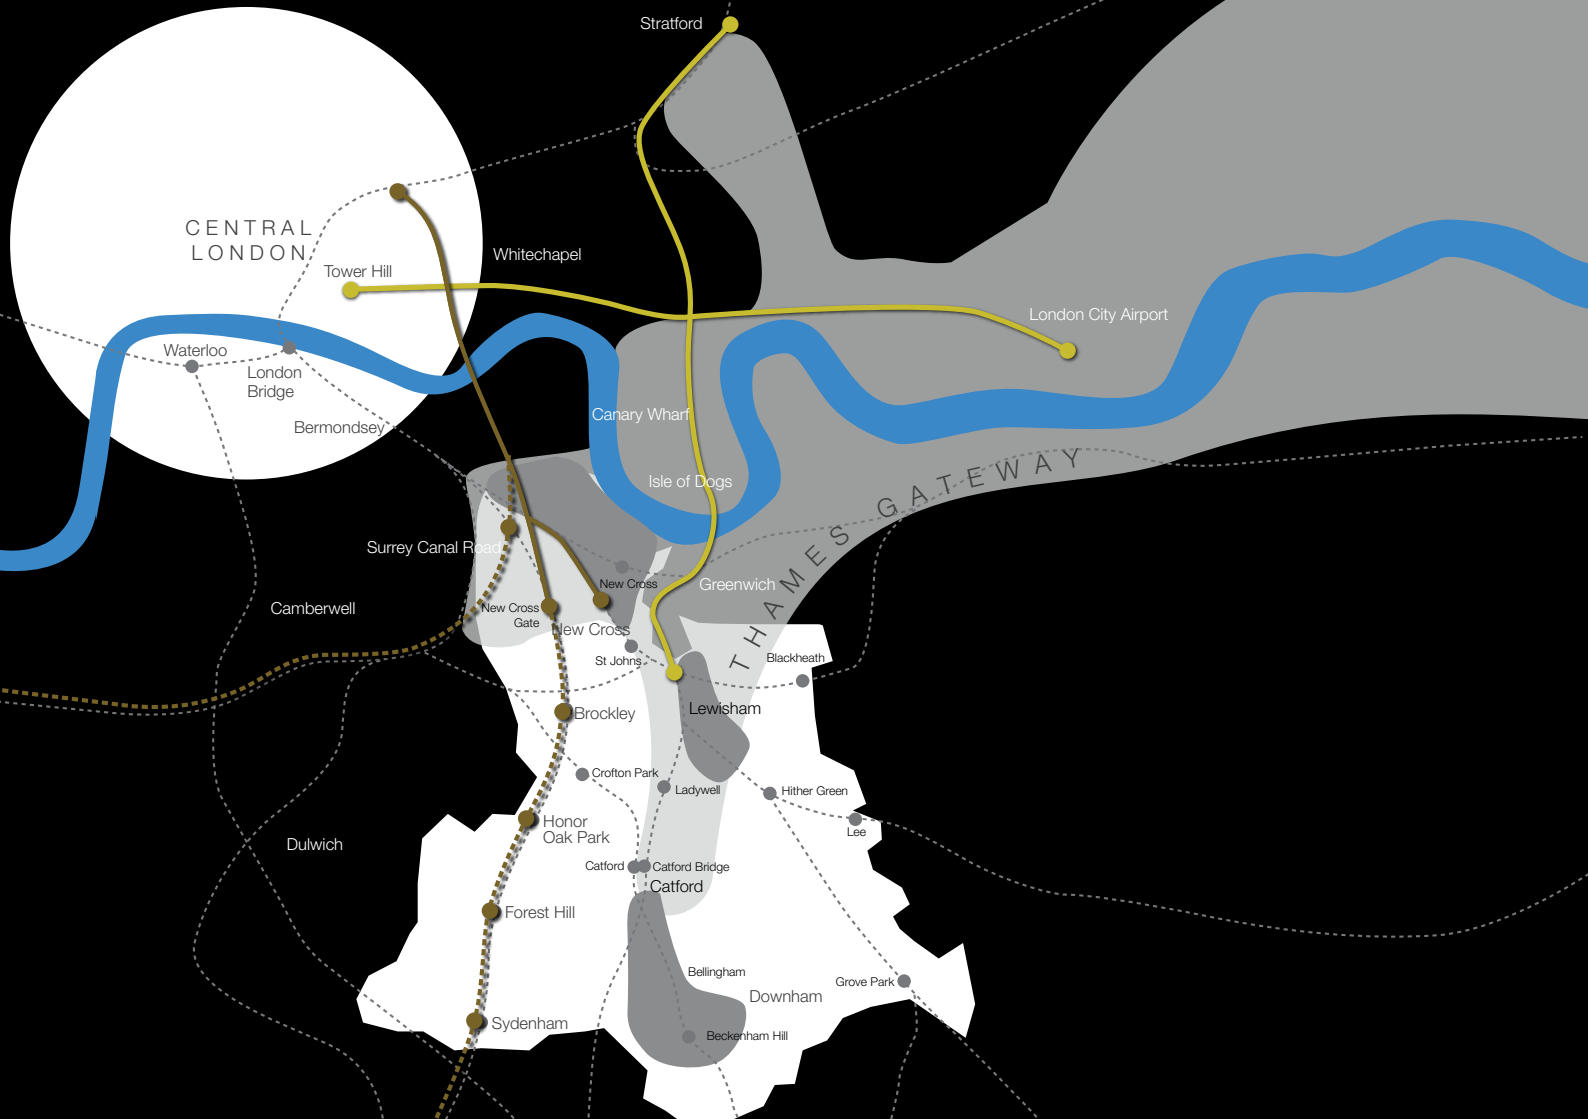 Stratford
CENTRAL
LONDON
Whitechapel
Tower Hill
London City Airport
Waterloo
London
Bridge
Canary Wharf
Bermondsey
THAMES GATEWAY
Isle of Dogs
Surrey Canal Road
New Cross
Greenwich
Camberwell
New Cross
Gate
New Cross
St Johns
Blackheath
Lewisham
Brockley
Crofton Park
Ladywell
Hither Green
Honor
Oak Park
Lee
Dulwich
Catford
Catford Bridge
Catford
Forest Hill
Bellingham
Grove Park
Downham
Sydenham
Beckenham Hill